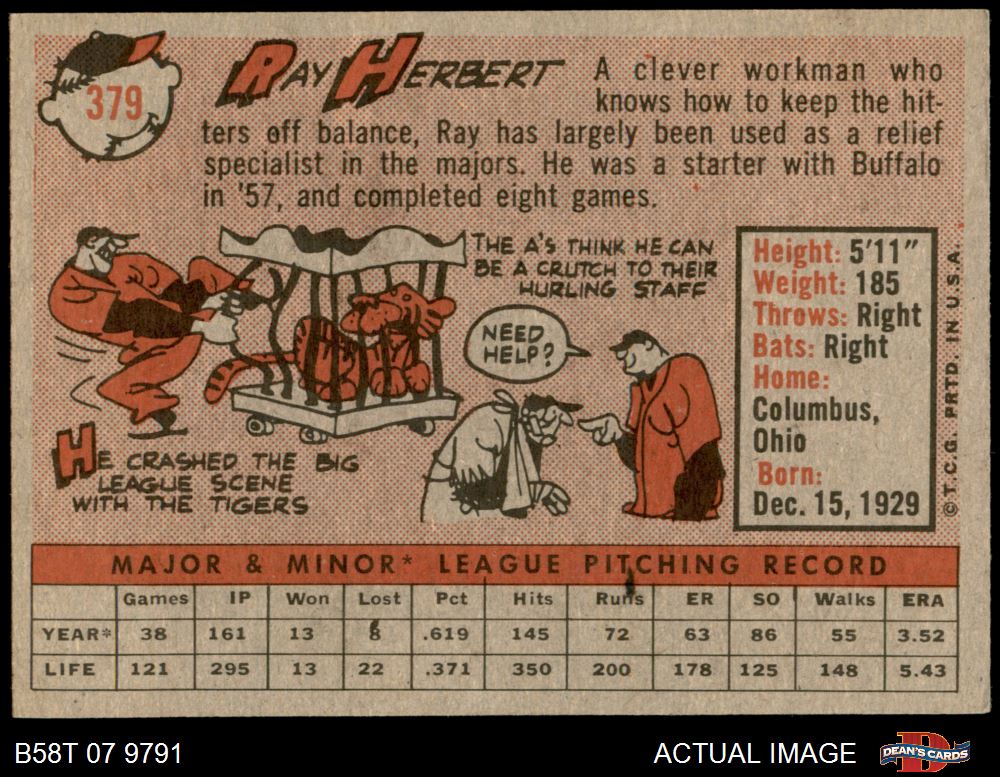 379
RAY HERBERT
A clever workman who
knows how to keep the hit-
ters off balance, Ray has largely been used as a relief
specialist in the majors. He was a starter with Buffalo
in '57, and completed eight games.
HE CRASHED THE BIG
LEAGUE SCENE
WITH THE TIGERS
THE A'S THINK HE CAN
BE A CRUTCH TO THEIR
HURLING STAFF
NEED
HELP?
Height: 5'11"
Weight: 185
Throws: Right
Bats: Right
Home:
Columbus,
Ohio
Born:
Dec. 15, 1929
© T.C.G. PRTD. IN U.S.A.
MAJOR & MINOR* LEAGUE PITCHING RECORD
Games IP Won Lost Pct Hits Runs ER SO Walks ERA
YEAR* 38 161 13 8 .619 145 72 63 86 55 3.52
LIFE 121 295 13 22 .371 350 200 178 125 148 5.43
B58T 07 9791 ACTUAL IMAGE DEAN'S CARDS